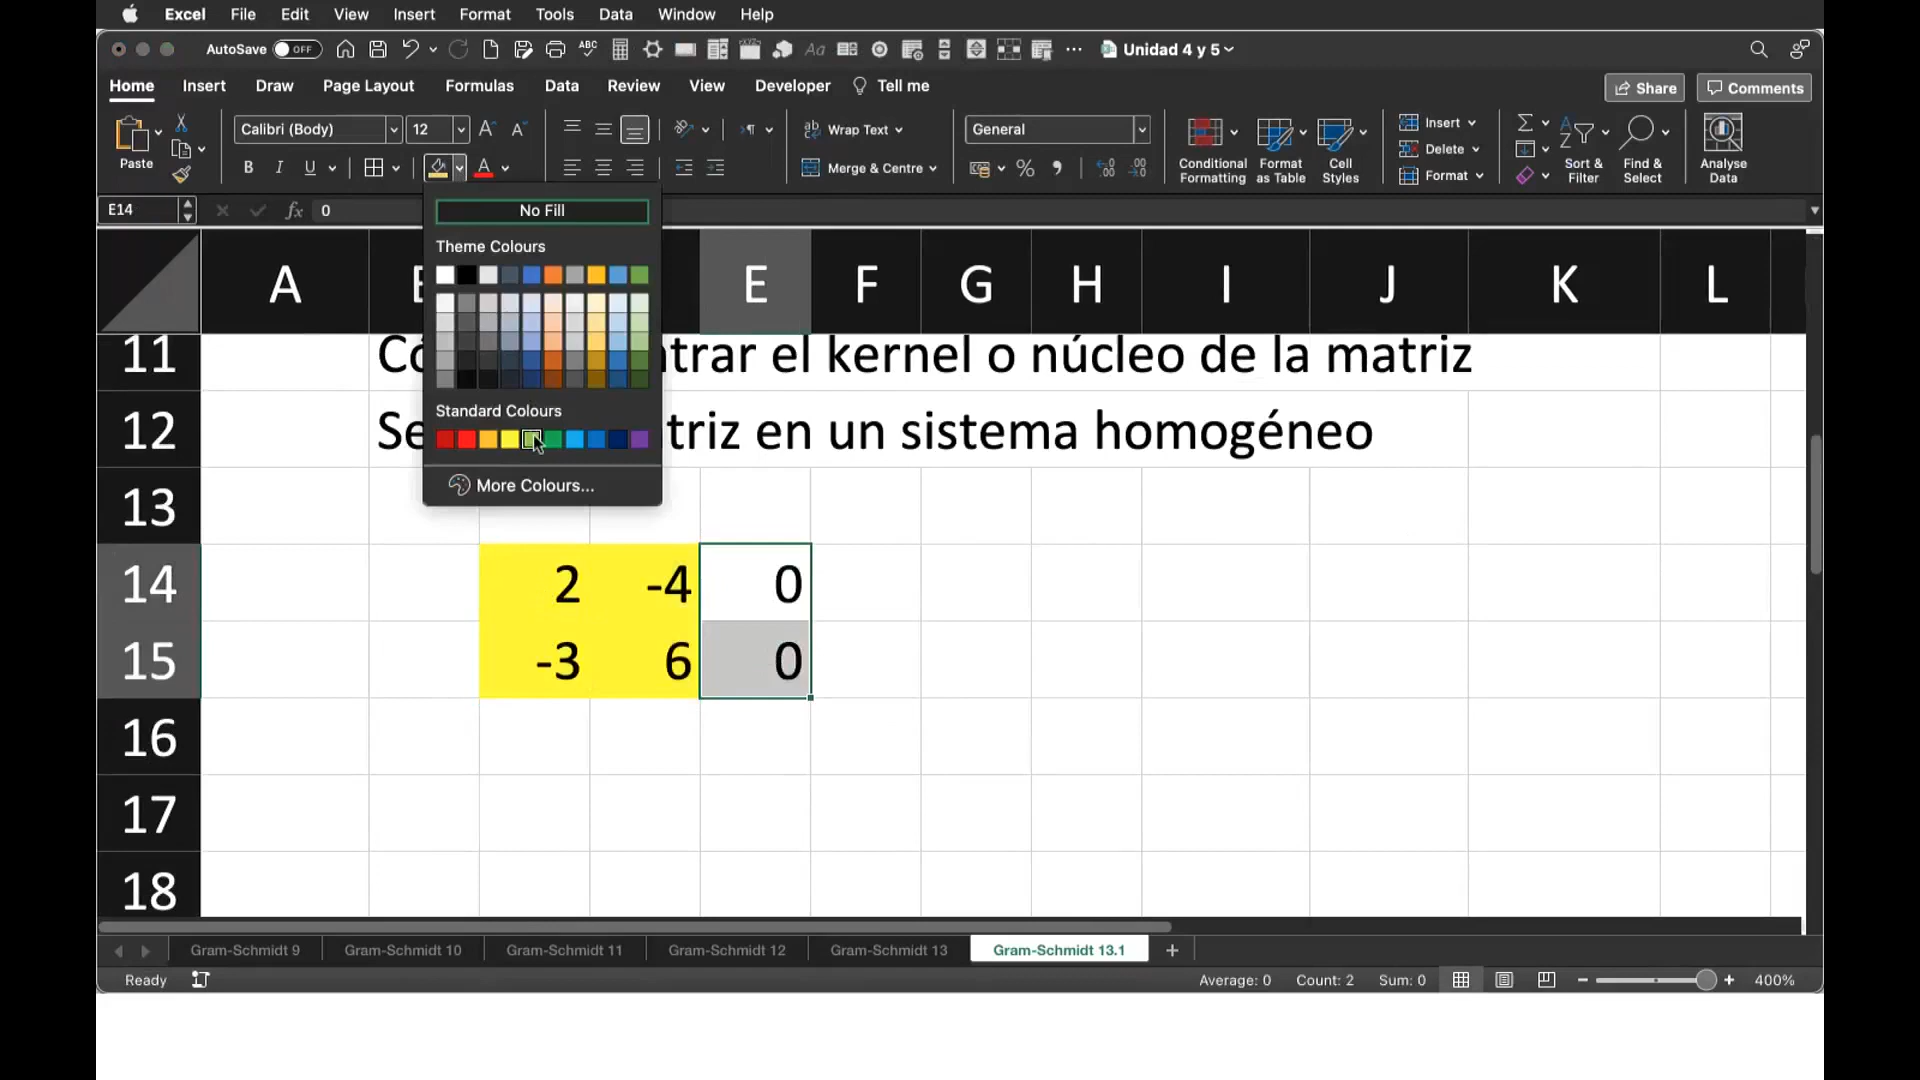 Excel File Edit View Insert Format Tools Data Window Help
AutoSave OFF Unidad 4 y 5
Home Insert Draw Page Layout Formulas Data Review View Developer Tell me Share Comments
Paste Calibri (Body) 12 Wrap Text General Insert
B I U A Merge & Centre % Delete
Conditional Formatting Format as Table Cell Styles Format Sort & Filter Find & Select Analyse Data
E14 fx 0
No Fill
Theme Colours
Standard Colours
More Colours...
A E F G H I J K L
11 trar el kernel o núcleo de la matriz
12 Se triz en un sistema homogéneo
13
14 2 -4 0
15 -3 6 0
16
17
18
Gram-Schmidt 9 Gram-Schmidt 10 Gram-Schmidt 11 Gram-Schmidt 12 Gram-Schmidt 13 Gram-Schmidt 13.1 +
Ready Average: 0 Count: 2 Sum: 0 400%